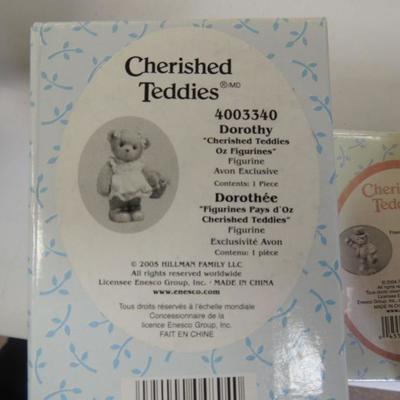 Cherished
Teddies®/MD
4003340
Dorothy
"Cherished Teddies
Oz Figurines"
Figurine
Avon Exclusive
Contents: 1 Piece
Dorothée
"Figurines Pays d'Oz
Cherished Teddies"
Figurine
Exclusivité Avon
Contenu: 1 pièce
© 2005 HILLMAN FAMILY LLC
All rights reserved worldwide
Licensee Enesco Group, Inc. · MADE IN CHINA
www.enesco.com
Tous droits réservés à l'échelle mondiale
Concessionnaire de la
licence Enesco Group, Inc.
FAIT EN CHINE
Cheris
Tedd